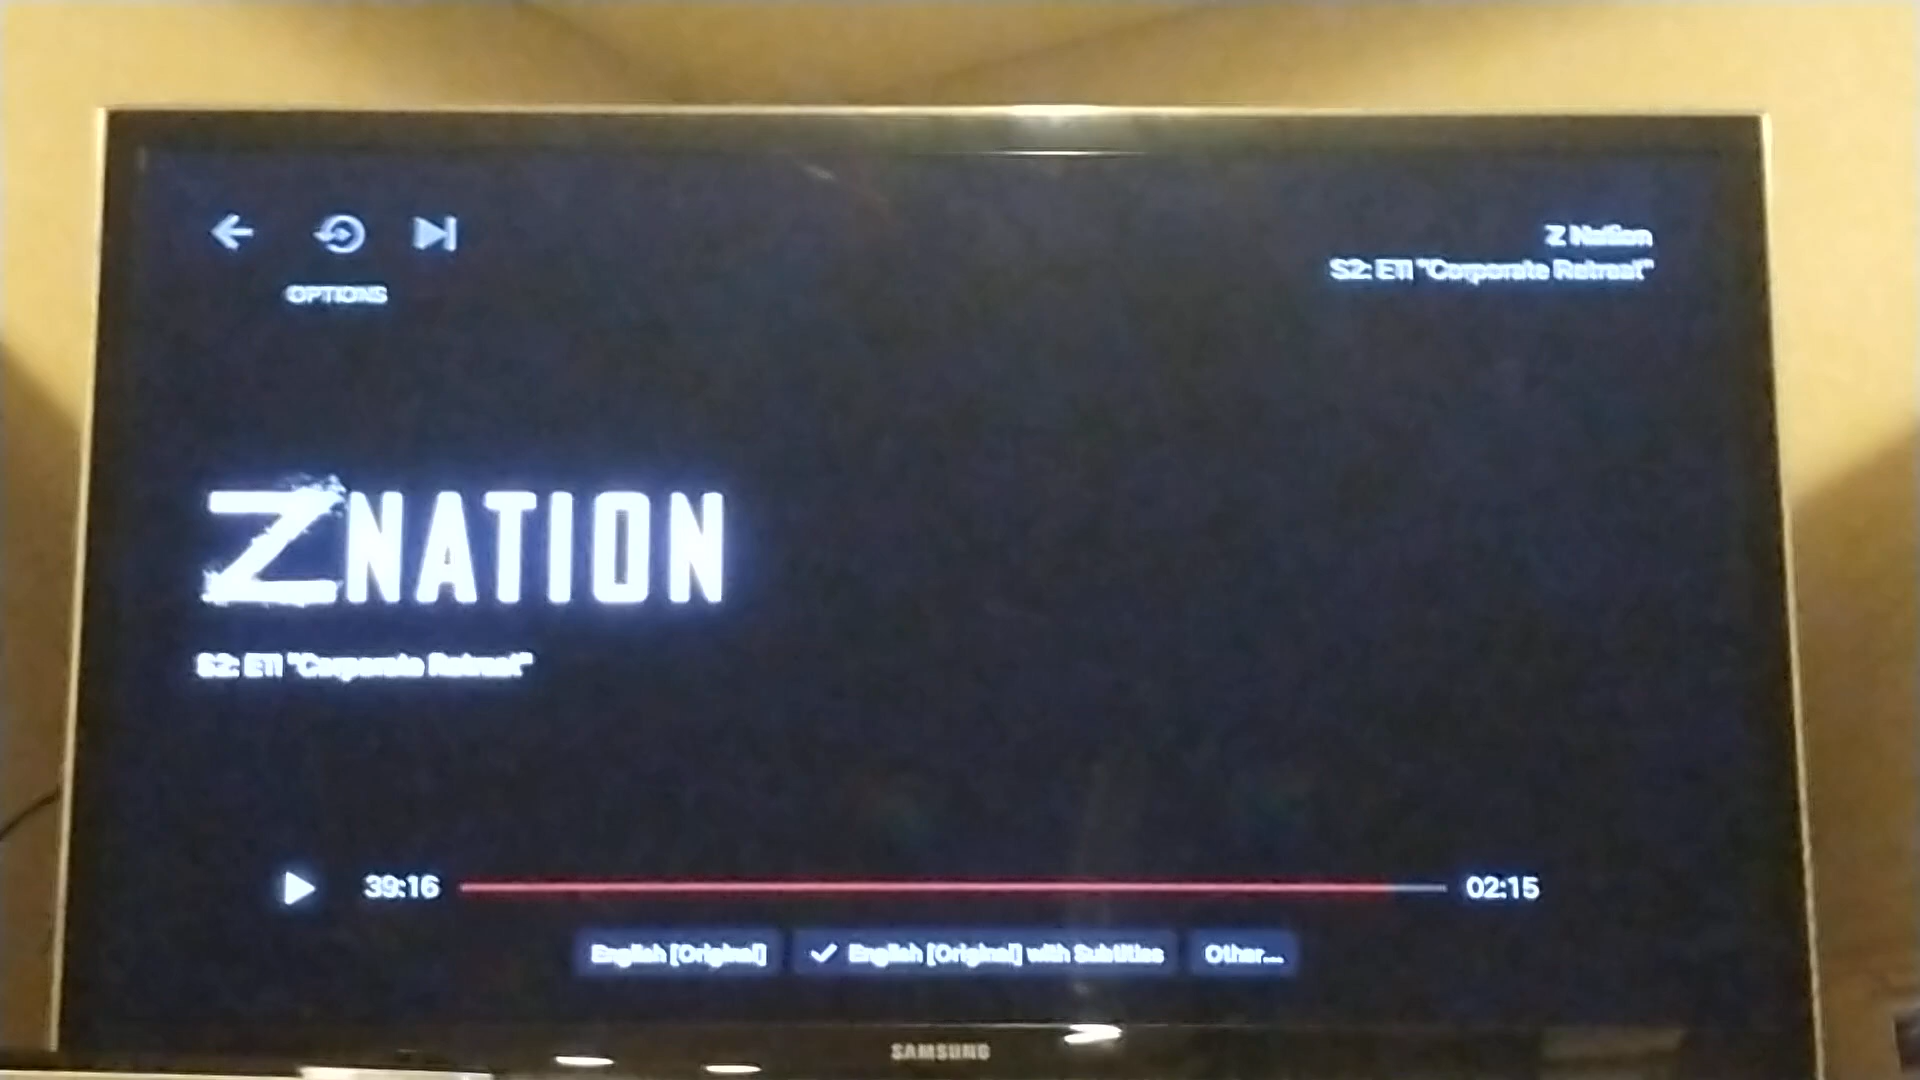 Z Nation
S2: E11 "Corporate Retreat"
OPTIONS
Z NATION
S2: E11 "Corporate Retreat"
39:16
02:15
English [Original]
English [Original] with Subtitles
Other...
SAMSUNG